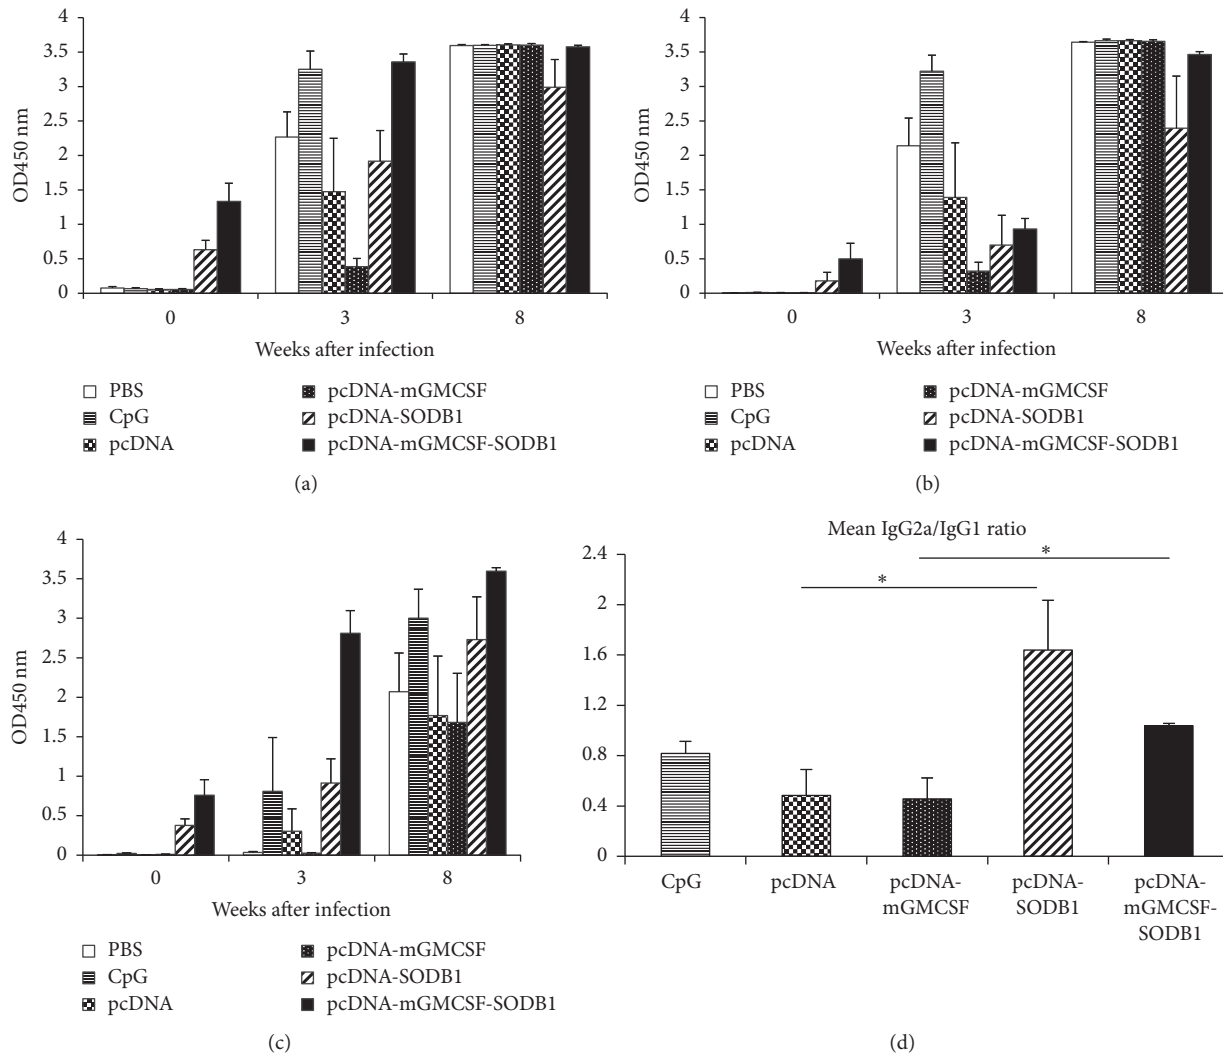 4
3.5
3
2.5
2
1.5
1
0.5
0
OD450 nm
0 3 8
Weeks after infection
PBS
CpG
pcDNA
pcDNA-mGMCSF
pcDNA-SODB1
pcDNA-mGMCSF-SODB1
(a)
4
3.5
3
2.5
2
1.5
1
0.5
0
OD450 nm
0 3 8
Weeks after infection
PBS
CpG
pcDNA
pcDNA-mGMCSF
pcDNA-SODB1
pcDNA-mGMCSF-SODB1
(b)
4
3.5
3
2.5
2
1.5
1
0.5
0
OD450 nm
0 3 8
Weeks after infection
PBS
CpG
pcDNA
pcDNA-mGMCSF
pcDNA-SODB1
pcDNA-mGMCSF-SODB1
(c)
Mean IgG2a/IgG1 ratio
2.4
2
1.6
1.2
0.8
0.4
0
*
*
CpG
pcDNA
pcDNA-
mGMCSF
pcDNA-
SODB1
pcDNA-
mGMCSF-
SODB1
(d)